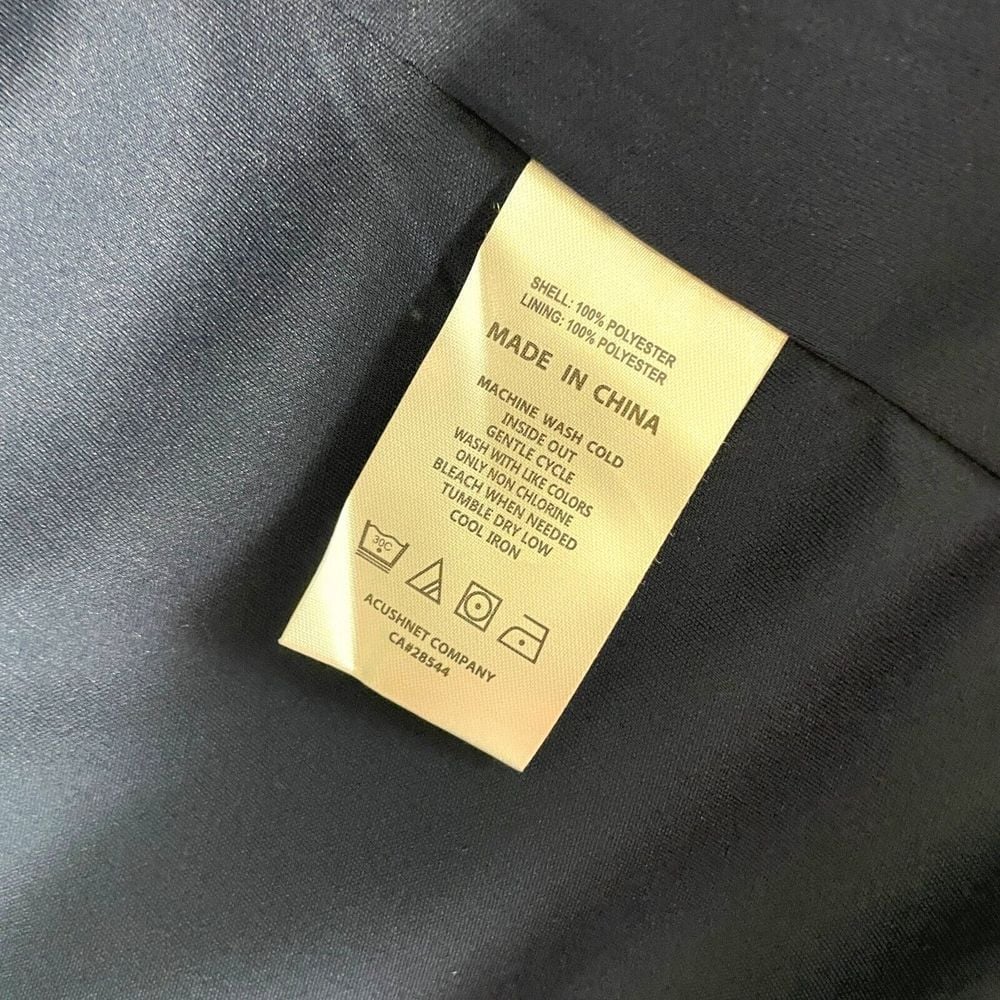 SHELL: 100% POLYESTER
LINING: 100% POLYESTER
MADE IN CHINA
MACHINE WASH COLD
INSIDE OUT
GENTLE CYCLE
WASH WITH LIKE COLORS
ONLY NON CHLORINE
BLEACH WHEN NEEDED
TUMBLE DRY LOW
COOL IRON
30C
ACUSHNET COMPANY
CA#28544